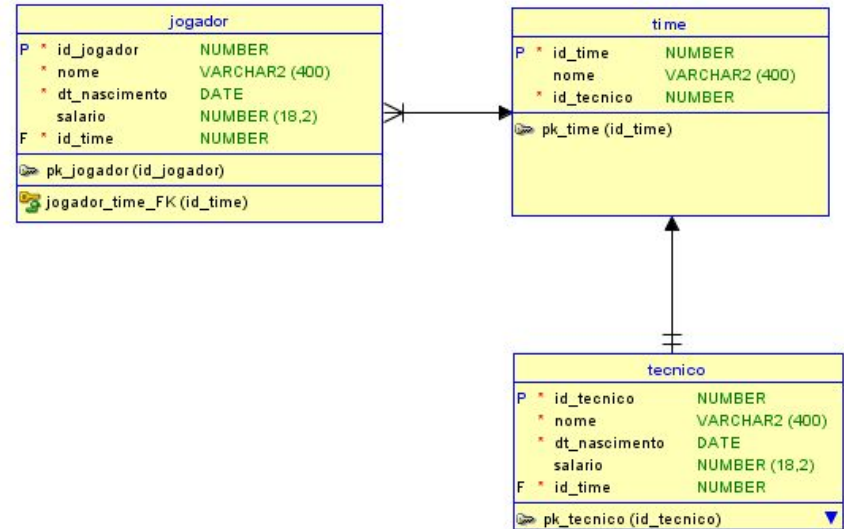 jogador
P * id_jogador NUMBER
* nome VARCHAR2 (400)
* dt_nascimento DATE
salario NUMBER (18,2)
F * id_time NUMBER
pk_jogador (id_jogador)
jogador_time_FK (id_time)
time
P * id_time NUMBER
nome VARCHAR2 (400)
* id_tecnico NUMBER
pk_time (id_time)
tecnico
P * id_tecnico NUMBER
* nome VARCHAR2 (400)
* dt_nascimento DATE
salario NUMBER (18,2)
F * id_time NUMBER
pk_tecnico (id_tecnico)